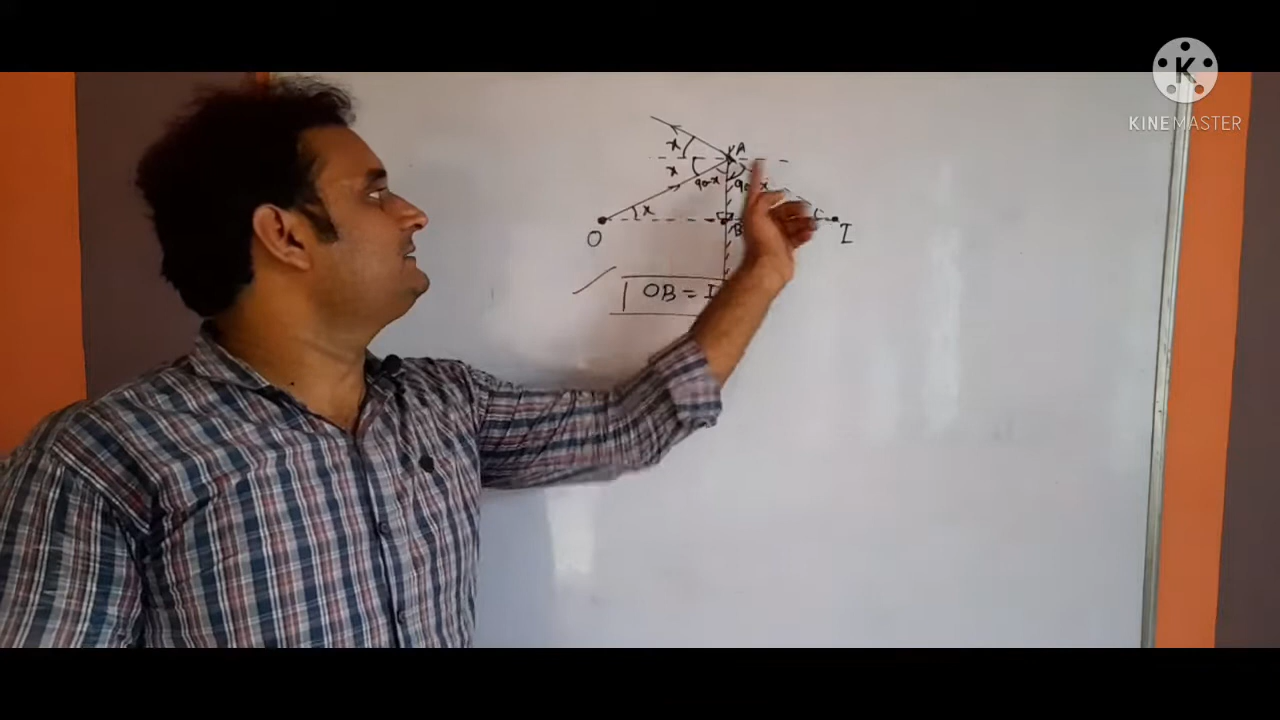 K
KINEMASTER
A
x
x
90-x 90-x
x
O B I
OB = I